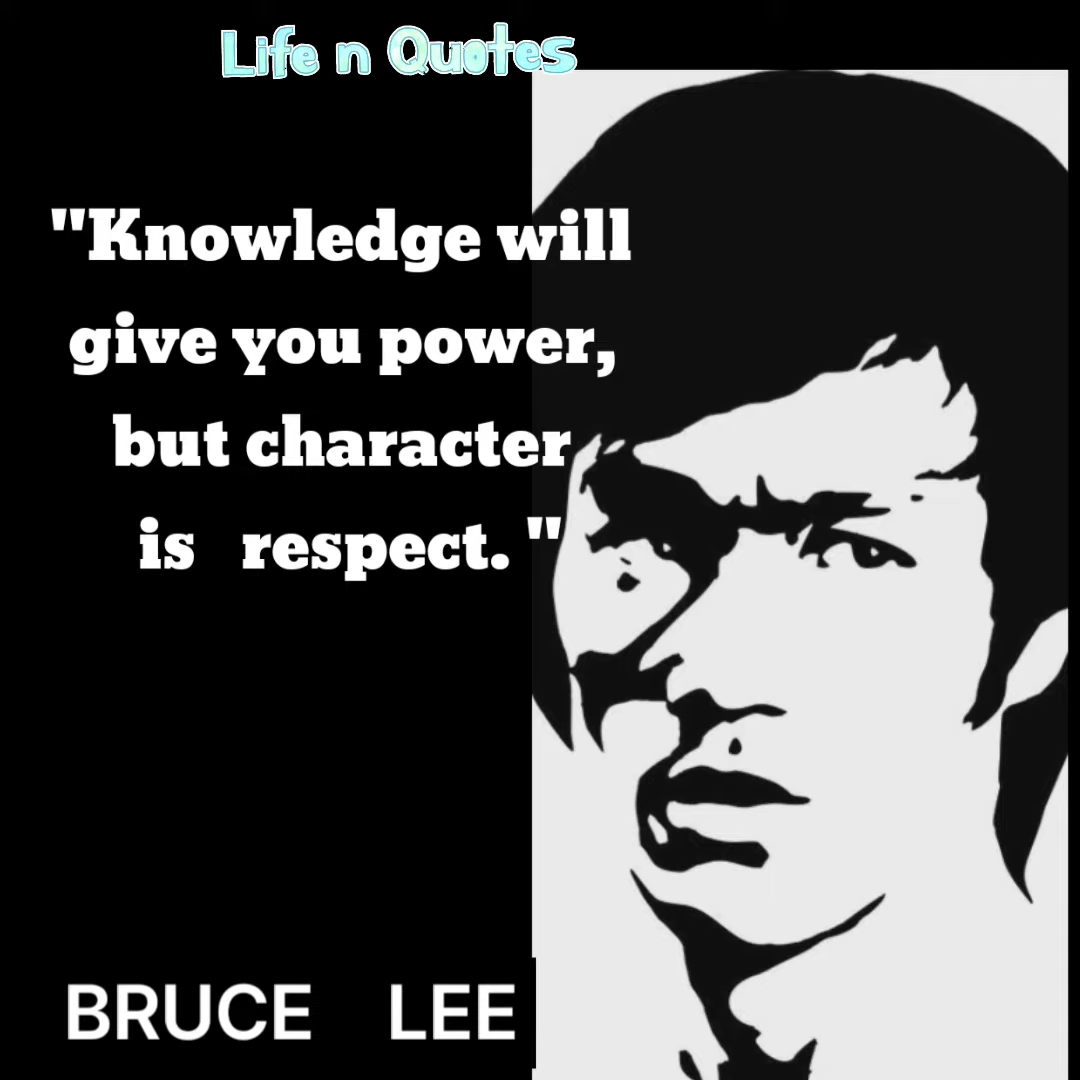 Life n Quotes
"Knowledge will
give you power,
but character
is respect. "
BRUCE LEE